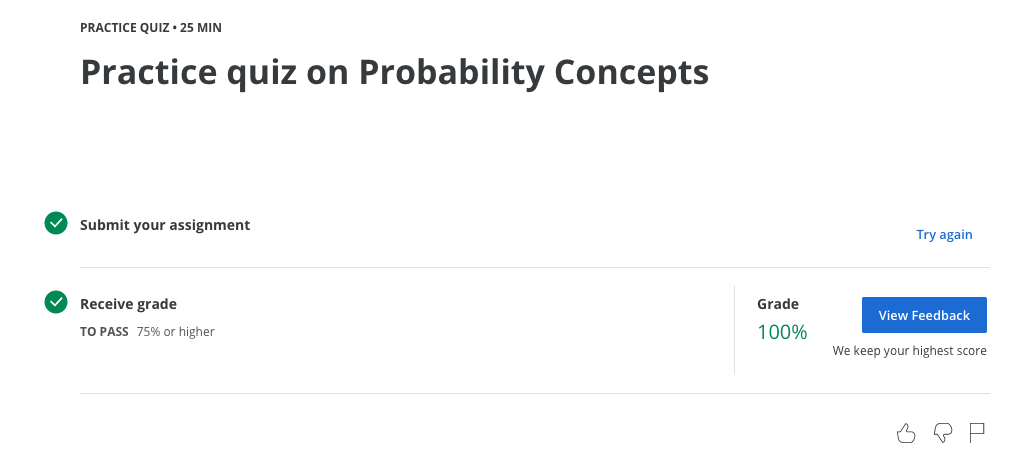 PRACTICE QUIZ • 25 MIN
Practice quiz on Probability Concepts
Submit your assignment
Try again
Receive grade
TO PASS 75% or higher
Grade
100%
View Feedback
We keep your highest score